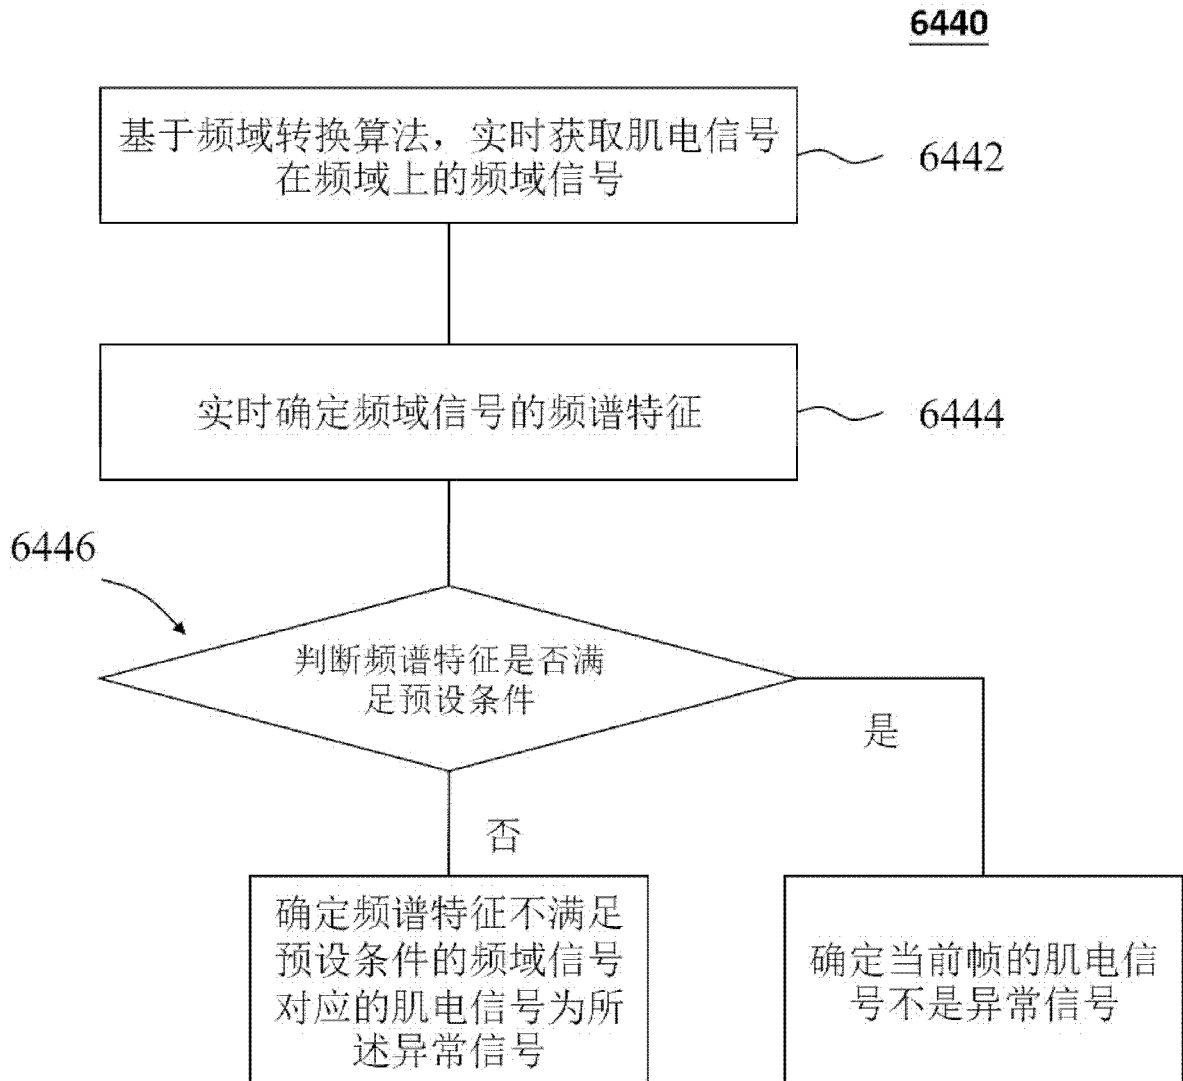 6440
基于频域转换算法，实时获取肌电信号
在频域上的频域信号
6442
实时确定频域信号的频谱特征
6444
6446
判断频谱特征是否满
足预设条件
是
否
确定频谱特征不满足
预设条件的频域信号
对应的肌电信号为所
述异常信号
确定当前帧的肌电信
号不是异常信号